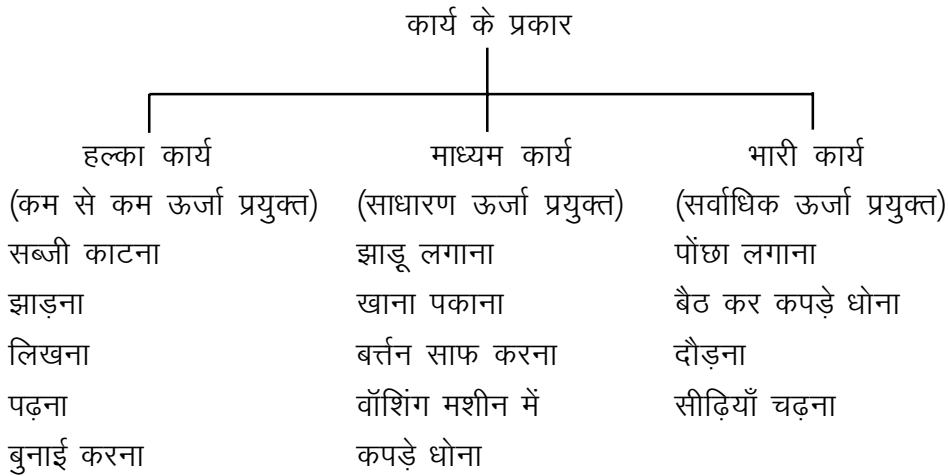 कार्य के प्रकार
हल्का कार्य
(कम से कम ऊर्जा प्रयुक्त)
सब्जी काटना
झाड़ना
लिखना
पढ़ना
बुनाई करना
माध्यम कार्य
(साधारण ऊर्जा प्रयुक्त)
झाड़ू लगाना
खाना पकाना
बर्त्तन साफ करना
वॉशिंग मशीन में
कपड़े धोना
भारी कार्य
(सर्वाधिक ऊर्जा प्रयुक्त)
पोंछा लगाना
बैठ कर कपड़े धोना
दौड़ना
सीढ़ियाँ चढ़ना